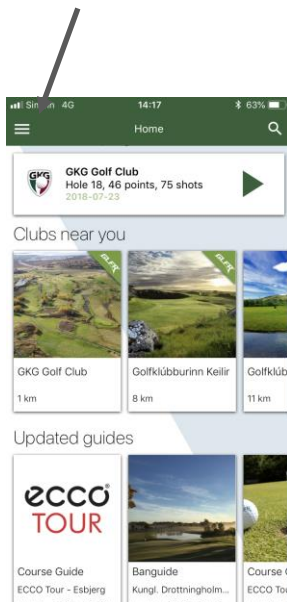 4G 14:17 63%
Home
GKG
GKG Golf Club
Hole 18, 46 points, 75 shots
2018-07-23
Clubs near you
GLFR
GLFR
GKG Golf Club
Golfklúbburinn Keilir
Golfklúb
1 km
8 km
11 km
Updated guides
ecco
TOUR
Course Guide
Banguide
Course
ECCO Tour - Esbjerg
Kungl. Drottningholm...
ECCO Tou